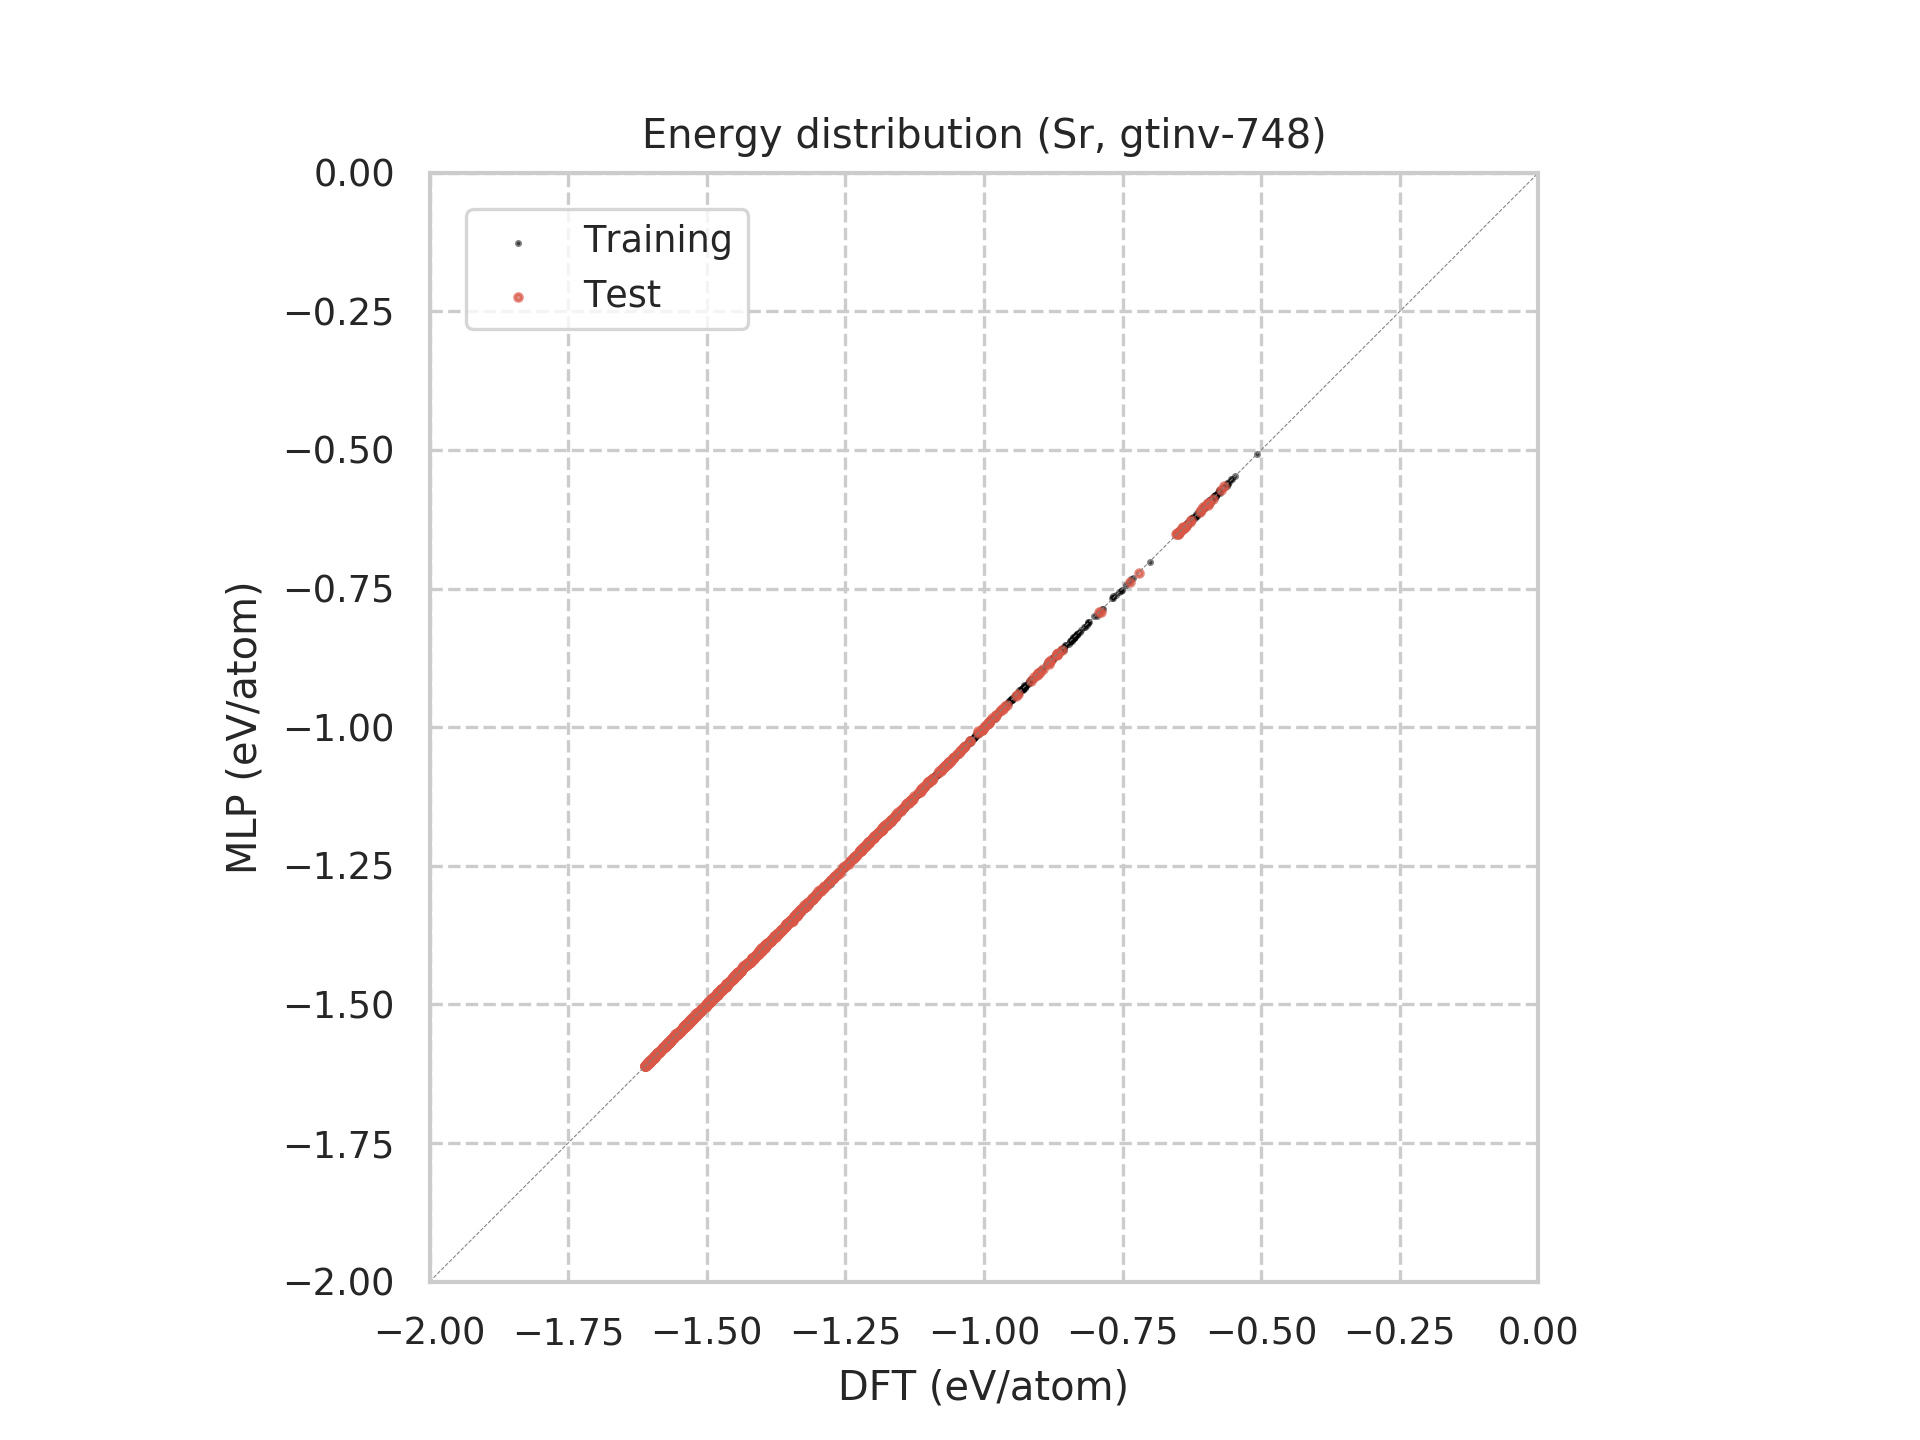 Energy distribution (Sr, gtinv-748)
0.00
−0.25
−0.50
−0.75
−1.00
−1.25
−1.50
−1.75
−2.00
MLP (eV/atom)
Training
Test
−2.00 −1.75 −1.50 −1.25 −1.00 −0.75 −0.50 −0.25 0.00
DFT (eV/atom)